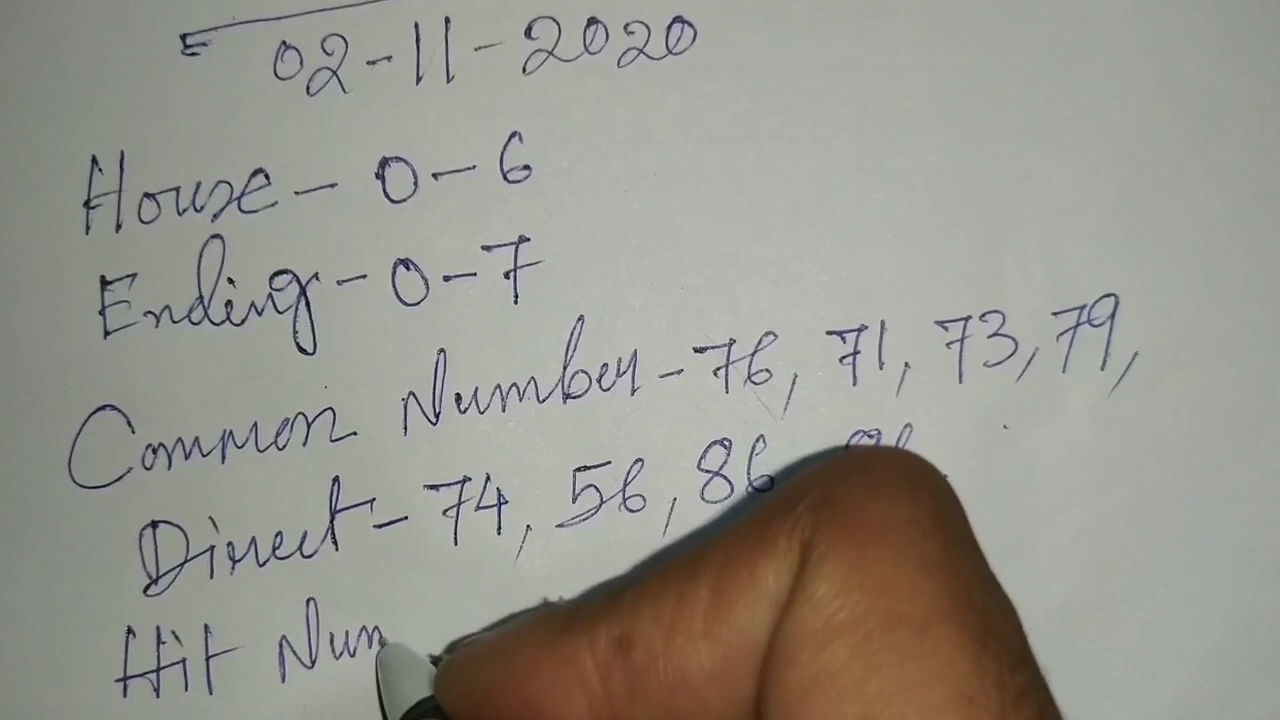 02-11-2020
House - 0-6
Ending - 0-7
Common Number - 76, 71, 73, 79,
Direct - 74, 56, 86
Hit Num